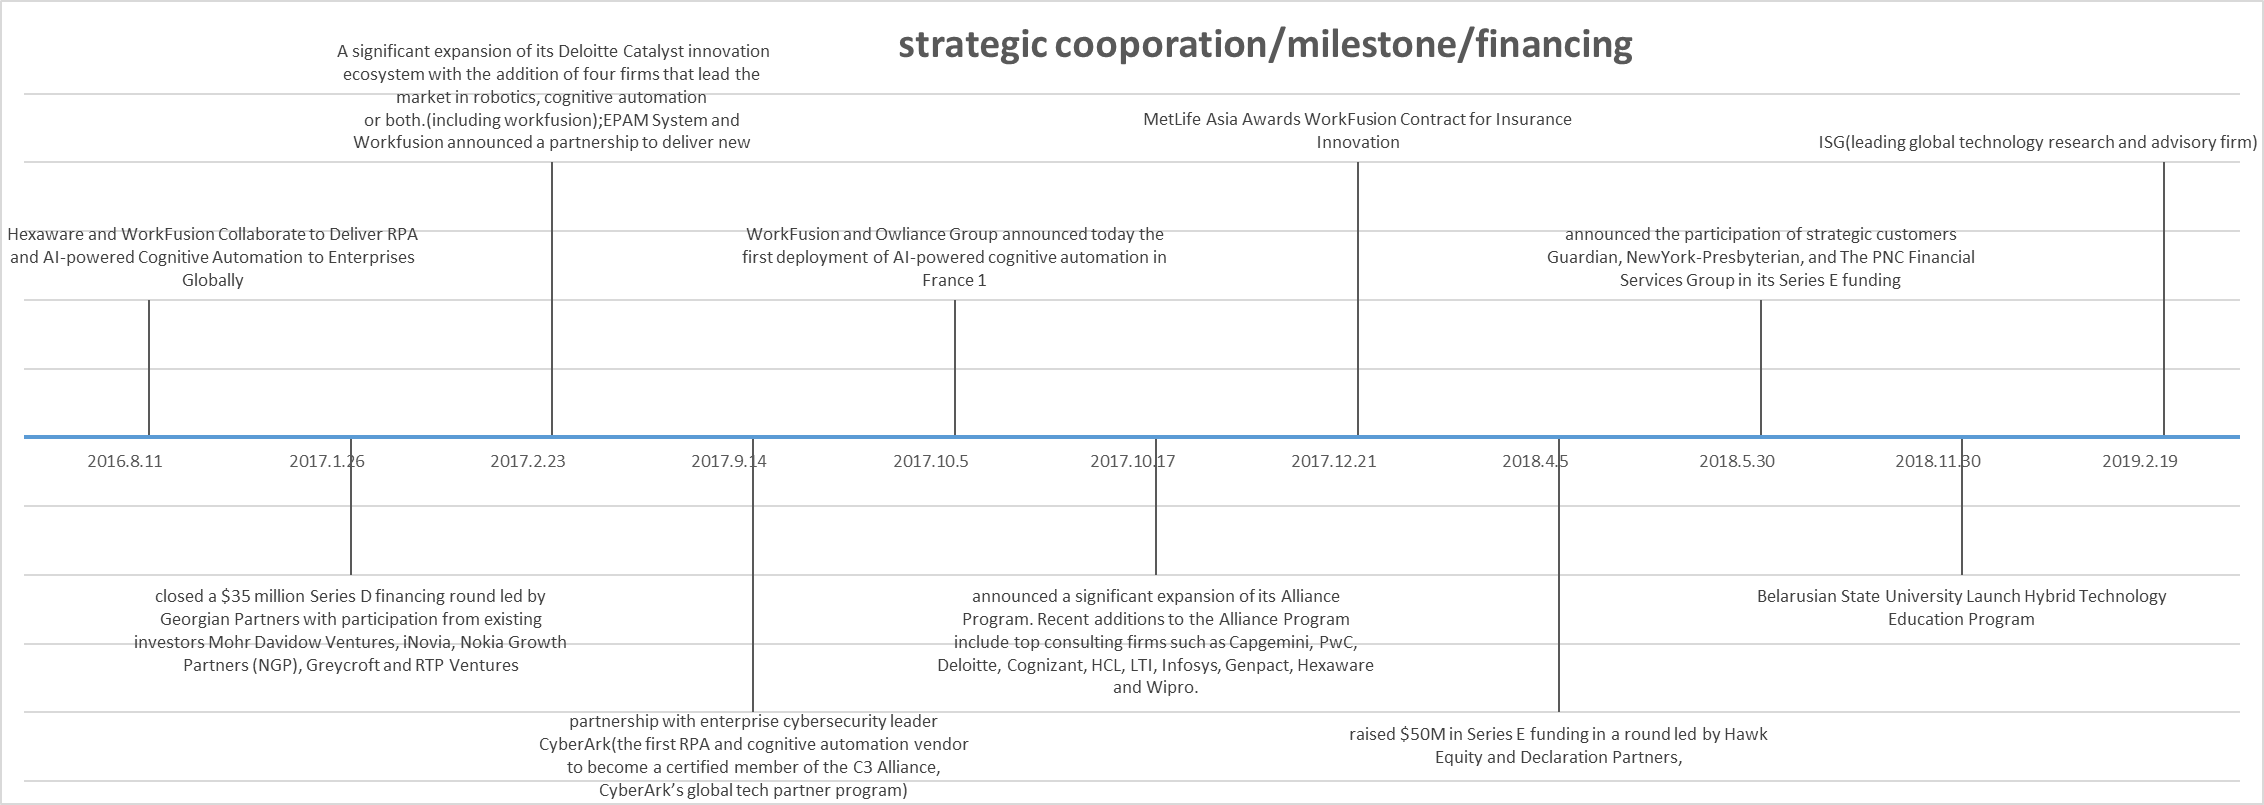 strategic cooporation/milestone/financing
A significant expansion of its Deloitte Catalyst innovation
ecosystem with the addition of four firms that lead the
market in robotics, cognitive automation
or both.(including workfusion);EPAM System and
Workfusion announced a partnership to deliver new
MetLife Asia Awards WorkFusion Contract for Insurance
Innovation
ISG(leading global technology research and advisory firm)
Hexaware and WorkFusion Collaborate to Deliver RPA
and AI-powered Cognitive Automation to Enterprises
Globally
WorkFusion and Owliance Group announced today the
first deployment of AI-powered cognitive automation in
France 1
announced the participation of strategic customers
Guardian, NewYork-Presbyterian, and The PNC Financial
Services Group in its Series E funding
2016.8.11
2017.1.26
2017.2.23
2017.9.14
2017.10.5
2017.10.17
2017.12.21
2018.4.5
2018.5.30
2018.11.30
2019.2.19
closed a $35 million Series D financing round led by
Georgian Partners with participation from existing
investors Mohr Davidow Ventures, iNovia, Nokia Growth
Partners (NGP), Greycroft and RTP Ventures
announced a significant expansion of its Alliance
Program. Recent additions to the Alliance Program
include top consulting firms such as Capgemini, PwC,
Deloitte, Cognizant, HCL, LTI, Infosys, Genpact, Hexaware
and Wipro.
Belarusian State University Launch Hybrid Technology
Education Program
partnership with enterprise cybersecurity leader
CyberArk(the first RPA and cognitive automation vendor
to become a certified member of the C3 Alliance,
CyberArk’s global tech partner program)
raised $50M in Series E funding in a round led by Hawk
Equity and Declaration Partners,